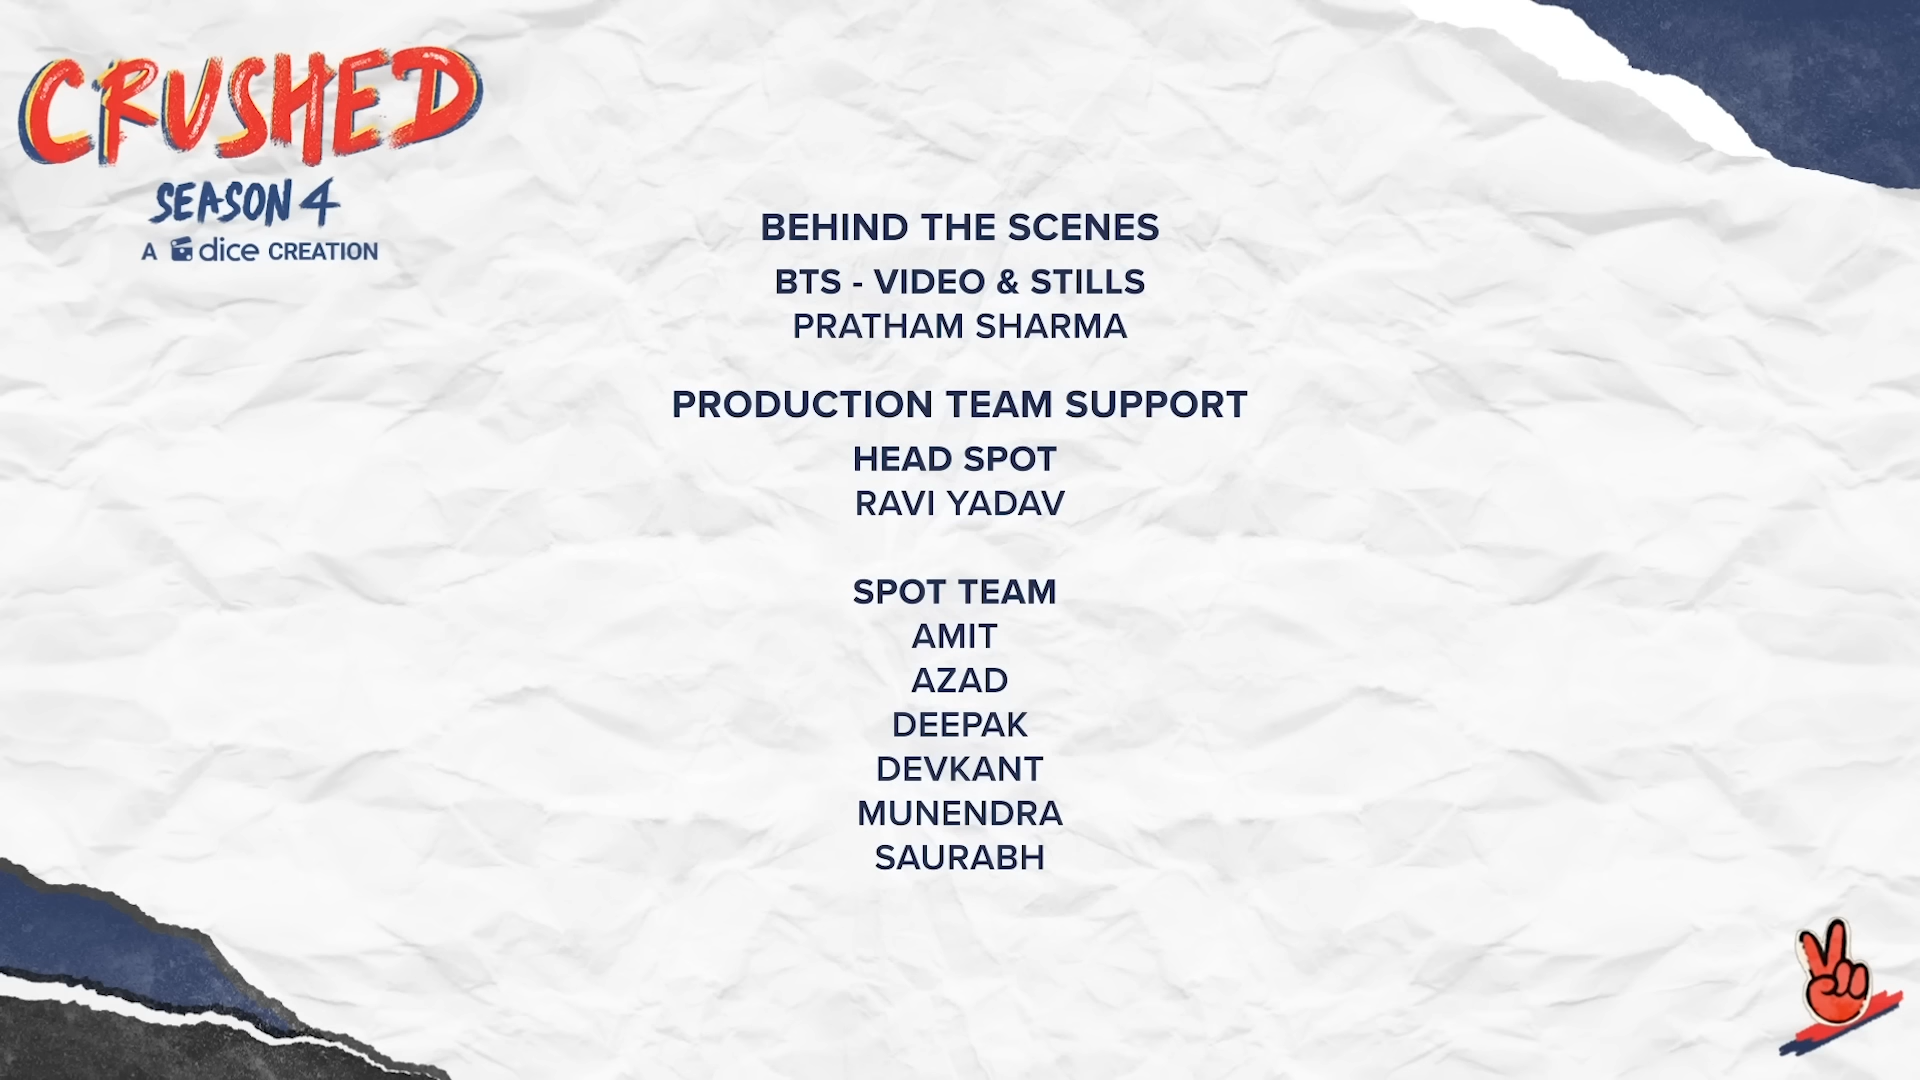 CRUSHED
SEASON 4
A dice CREATION
BEHIND THE SCENES
BTS - VIDEO & STILLS
PRATHAM SHARMA
PRODUCTION TEAM SUPPORT
HEAD SPOT
RAVI YADAV
SPOT TEAM
AMIT
AZAD
DEEPAK
DEVKANT
MUNENDRA
SAURABH